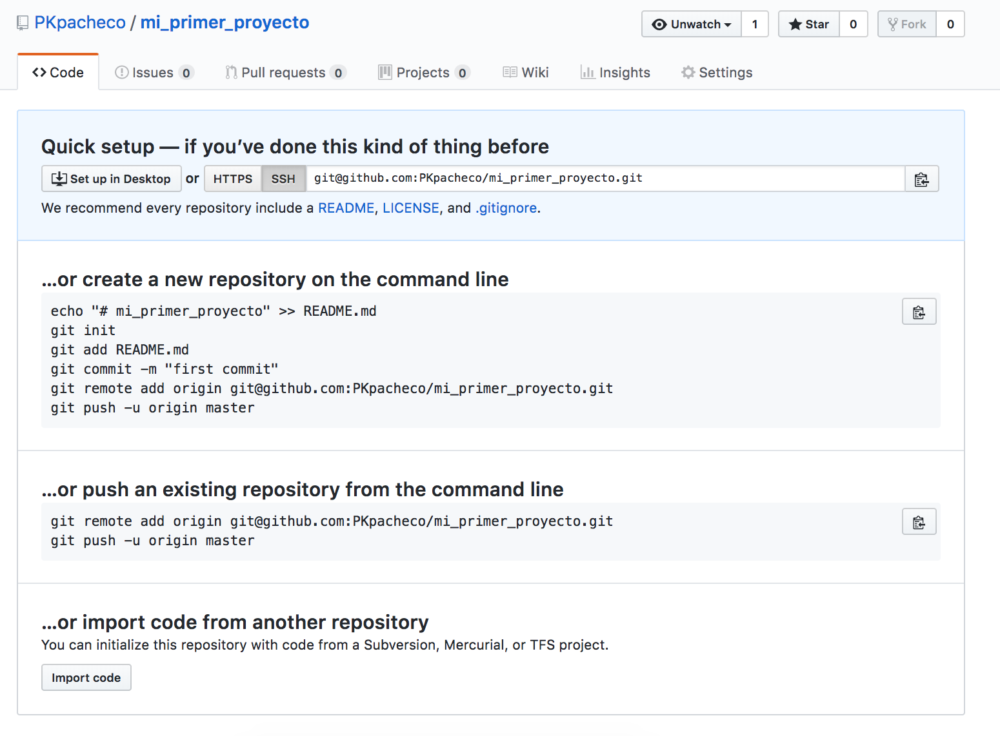 PKpacheco / mi_primer_proyecto
Unwatch 1 Star 0 Fork 0
Code Issues 0 Pull requests 0 Projects 0 Wiki Insights Settings
Quick setup — if you’ve done this kind of thing before
Set up in Desktop or HTTPS SSH git@github.com:PKpacheco/mi_primer_proyecto.git
We recommend every repository include a README, LICENSE, and .gitignore.
…or create a new repository on the command line
echo "# mi_primer_proyecto" >> README.md
git init
git add README.md
git commit -m "first commit"
git remote add origin git@github.com:PKpacheco/mi_primer_proyecto.git
git push -u origin master
…or push an existing repository from the command line
git remote add origin git@github.com:PKpacheco/mi_primer_proyecto.git
git push -u origin master
…or import code from another repository
You can initialize this repository with code from a Subversion, Mercurial, or TFS project.
Import code